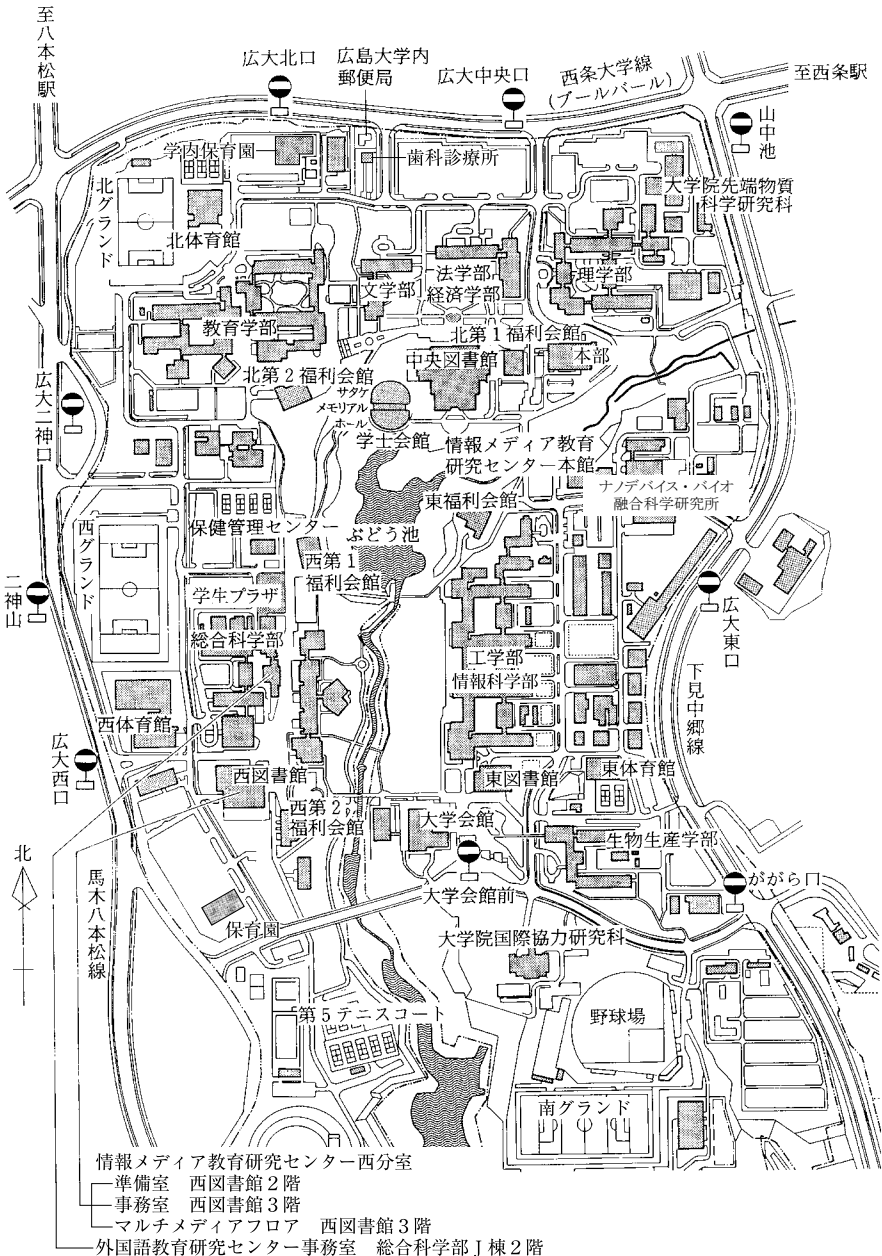 至八本松駅
広大北口
広島大学内
郵便局
広大中央口
西条大学線
(ブールバール)
至西条駅
山中池
学内保育園
歯科診療所
大学院先端物質
科学研究科
北グランド
北体育館
文学部
法学部
経済学部
理学部
教育学部
北第1福利会館
中央図書館
本部
北第2福利会館
サタケ
メモリアル
ホール
学士会館
広大二神口
情報メディア教育
研究センター本館
ナノデバイス・バイオ
融合科学研究所
東福利会館
保健管理センター
ぶどう池
西グランド
西第1
福利会館
二神山
学生プラザ
広大東口
総合科学部
工学部
情報科学部
下見中郷線
西体育館
広大西口
西図書館
東図書館
東体育館
西第2
福利会館
大学会館
生物生産学部
北
大学会館前
ががら口
馬木八本松線
保育園
大学院国際協力研究科
第5テニスコート
野球場
南グランド
情報メディア教育研究センター西分室
準備室 西図書館2階
事務室 西図書館3階
マルチメディアフロア 西図書館3階
外国語教育研究センター事務室 総合科学部J棟2階